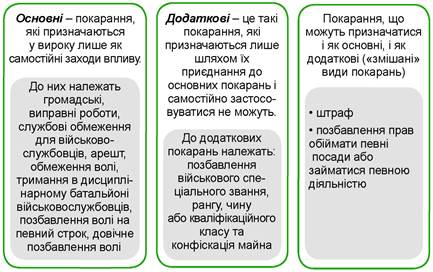 Основні – покарання,
які призначаються
у вироку лише як
самостійні заходи впливу.
До них належать
громадські,
виправні роботи,
службові обмеження
для військово-
службовців, арешт,
обмеження волі,
тримання в дисциплі-
нарному батальйоні
військовослужбовців,
позбавлення волі на
певний строк, довічне
позбавлення волі
Додаткові – це такі
покарання, які
призначаються лише
шляхом їх
приєднання до
основних покарань і
самостійно застосо-
вуватися не можуть.
До додаткових
покарань належать:
позбавлення
військового спе-
ціального звання,
рангу, чину
або кваліфікаційного
класу та
конфіскація майна
Покарання, що
можуть призначатися
і як основні, і як
додаткові («змішані»
види покарань)
• штраф
• позбавлення прав
обіймати певні
посади або
займатися певною
діяльністю